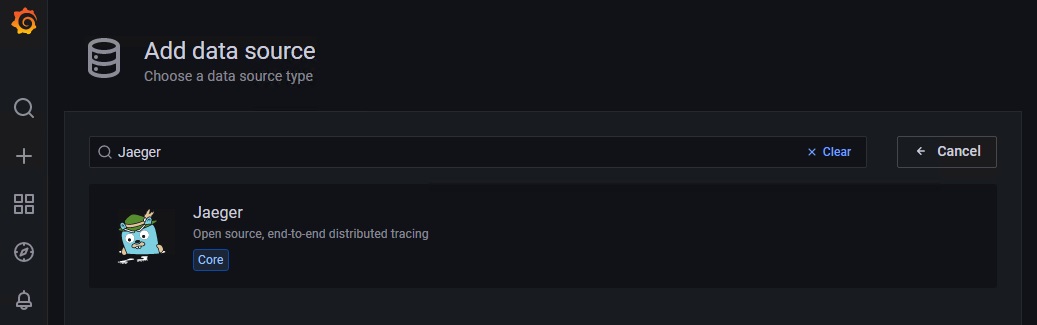 Add data source
Choose a data source type
Jaeger
Clear
Cancel
Jaeger
Open source, end-to-end distributed tracing
Core